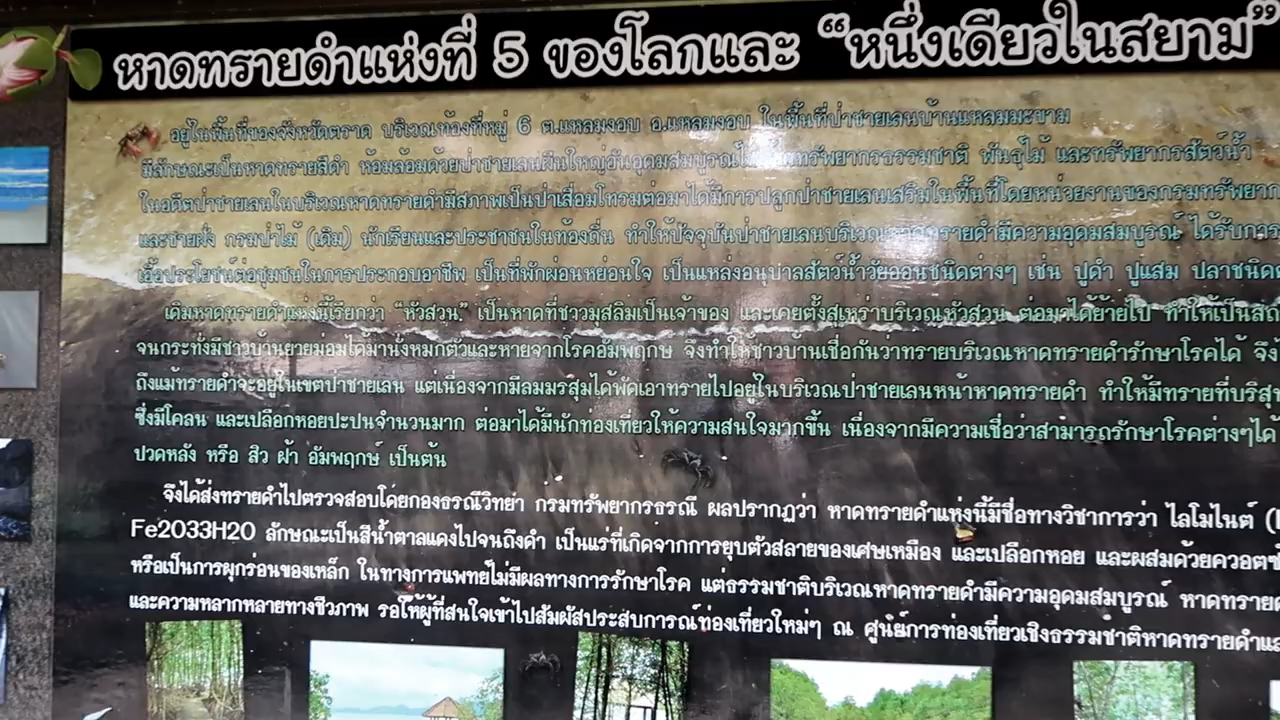 หาดทรายดำแห่งที่ 5 ของโลกและ “หนึ่งเดียวในสยาม”
อยู่ในพื้นที่ของจังหวัดตราด บริเวณท้องที่หมู่ 6 ต.แหลมงอบ อ.แหลมงอบ ในพื้นที่ป่าชายเลนบ้านแหลมมะขาม
มีลักษณะเป็นหาดทรายสีดำ ห้อมล้อมด้วยป่าชายเลนผืนใหญ่อันอุดมสมบูรณ์ไป ทรัพยากรธรรมชาติ พันธุ์ไม้ และทรัพยากรสัตว์น้ำ
ในอดีตป่าชายเลนในบริเวณหาดทรายดำมีสภาพเป็นป่าเสื่อมโทรมต่อมาได้มีการปลูกป่าชายเลนเสริมในพื้นที่โดยหน่วยงานของกรมทรัพยาก
และชายฝั่ง กรมป่าไม้ (เดิม) นักเรียนและประชาชนในท้องถิ่น ทำให้ปัจจุบันป่าชายเลนบริเวณหาดทรายดำมีความอุดมสมบูรณ์ ได้รับการ
เอื้อประโยชน์ต่อชุมชนในการประกอบอาชีพ เป็นที่พักผ่อนหย่อนใจ เป็นแหล่งอนุบาลสัตว์น้ำวัยออนชนิดต่างๆ เช่น ปูดำ ปูแสม ปลาชนิด
เดิมหาดทรายดำแห่งนี้เรียกว่า “หัวสวน” เป็นหาดที่ชาวมุสลิมเป็นเจ้าของ และเคยตั้งสุเหร่าบริเวณหัวสวน ต่อมาได้ย้ายไป ทำให้เป็นสถ
จนกระทั่งมีชาวบ้านยวยมอมได้มานั่งหมกตัวและหายจากโรคอัมพฤกษ์ จึงทำให้ชาวบ้านเชื่อกันว่าทรายบริเวณหาดทรายดำรักษาโรคได้ จึง
ถึงแม้ทรายดำจะอยู่ในเขตป่าชายเลน แต่เนื่องจากมีลมมรสุมได้พัดเอาทรายไปอยู่ในบริเวณป่าชายเลนหน้าหาดทรายดำ ทำให้มีทรายที่บริสุ
ซึ่งมีโคลน และเปลือกหอยปะปนจำนวนมาก ต่อมาได้มีนักท่องเที่ยวให้ความสนใจมากขึ้น เนื่องจากมีความเชื่อว่าสามารถรักษาโรคต่างๆได้
ปวดหลัง หรือ สิว ฝ้า อัมพฤกษ์ เป็นต้น
จึงได้ส่งทรายดำไปตรวจสอบโดยกองธรณีวิทยา กรมทรัพยากรธรณี ผลปรากฏว่า หาดทรายดำแห่งนี้มีชื่อทางวิชาการว่า ไลโมไนต์ (
Fe2O33H2O ลักษณะเป็นสีน้ำตาลแดงไปจนถึงดำ เป็นแร่ที่เกิดจากการยุบตัวสลายของเศษเหมือง และเปลือกหอย และผสมด้วยควอตซ์
หรือเป็นการผุกร่อนของเหล็ก ในทางการแพทย์ไม่มีผลทางการรักษาโรค แต่ธรรมชาติบริเวณหาดทรายดำมีความอุดมสมบูรณ์ หาดทราย
และความหลากหลายทางชีวภาพ รอให้ผู้ที่สนใจเข้าไปสัมผัสประสบการณ์ท่องเที่ยวใหม่ๆ ณ ศูนย์การท่องเที่ยวเชิงธรรมชาติหาดทรายดำและ